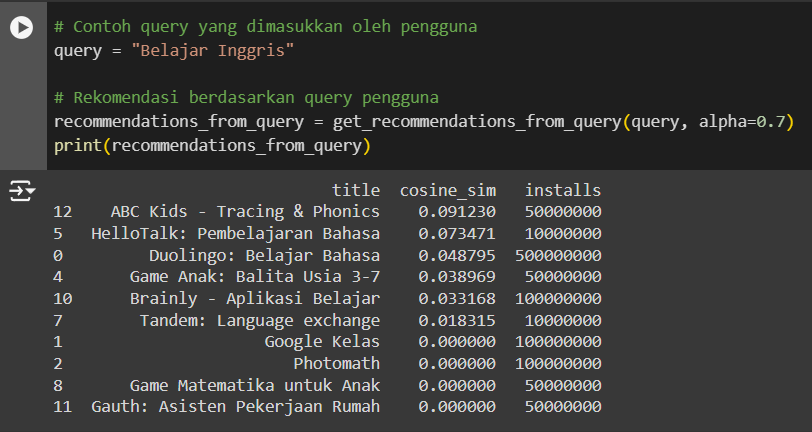 # Contoh query yang dimasukkan oleh pengguna
query = "Belajar Inggris"
# Rekomendasi berdasarkan query pengguna
recommendations_from_query = get_recommendations_from_query(query, alpha=0.7)
print(recommendations_from_query)
title cosine_sim installs
12 ABC Kids - Tracing & Phonics 0.091230 50000000
5 HelloTalk: Pembelajaran Bahasa 0.073471 10000000
0 Duolingo: Belajar Bahasa 0.048795 500000000
4 Game Anak: Balita Usia 3-7 0.038969 50000000
10 Brainly - Aplikasi Belajar 0.033168 100000000
7 Tandem: Language exchange 0.018315 10000000
1 Google Kelas 0.000000 100000000
2 Photomath 0.000000 100000000
8 Game Matematika untuk Anak 0.000000 50000000
11 Gauth: Asisten Pekerjaan Rumah 0.000000 50000000